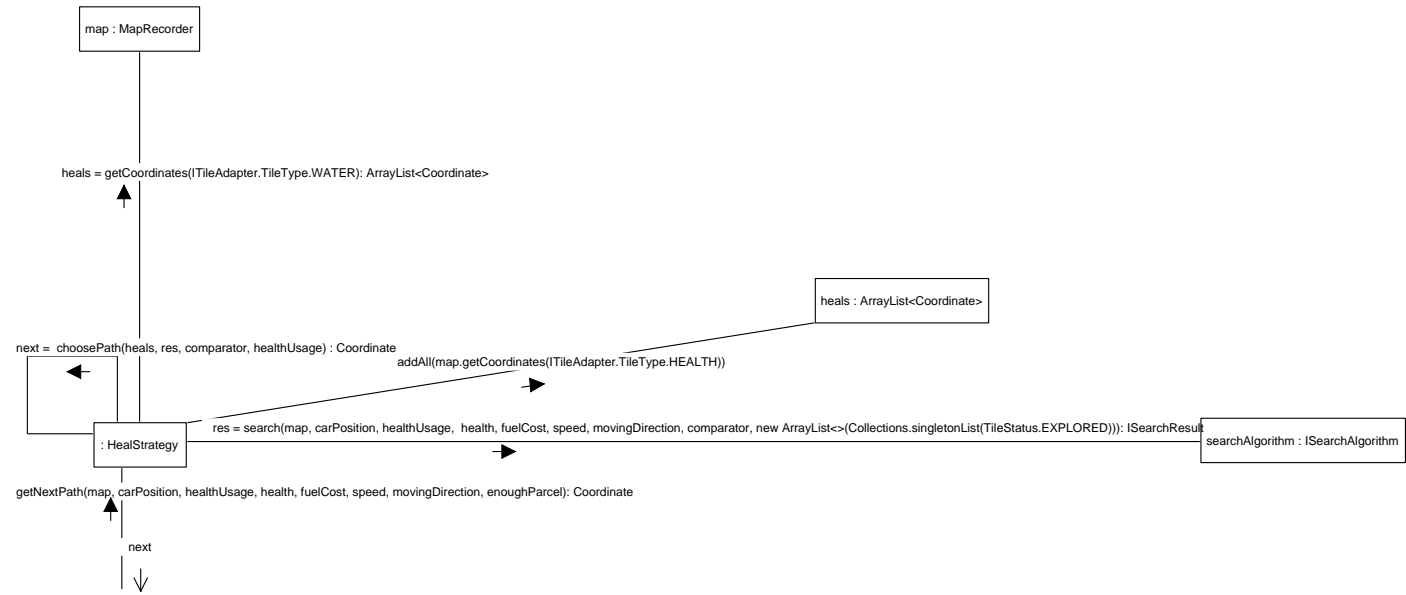 map : MapRecorder
heals = getCoordinates(ITileAdapter.TileType.WATER): ArrayList<Coordinate>
heals : ArrayList<Coordinate>
next =  choosePath(heals, res, comparator, healthUsage) : Coordinate
addAll(map.getCoordinates(ITileAdapter.TileType.HEALTH))
res = search(map, carPosition, healthUsage,  health, fuelCost, speed, movingDirection, comparator, new ArrayList<>(Collections.singletonList(TileStatus.EXPLORED))): ISearchResult
: HealStrategy
searchAlgorithm : ISearchAlgorithm
getNextPath(map, carPosition, healthUsage, health, fuelCost, speed, movingDirection, enoughParcel): Coordinate
next